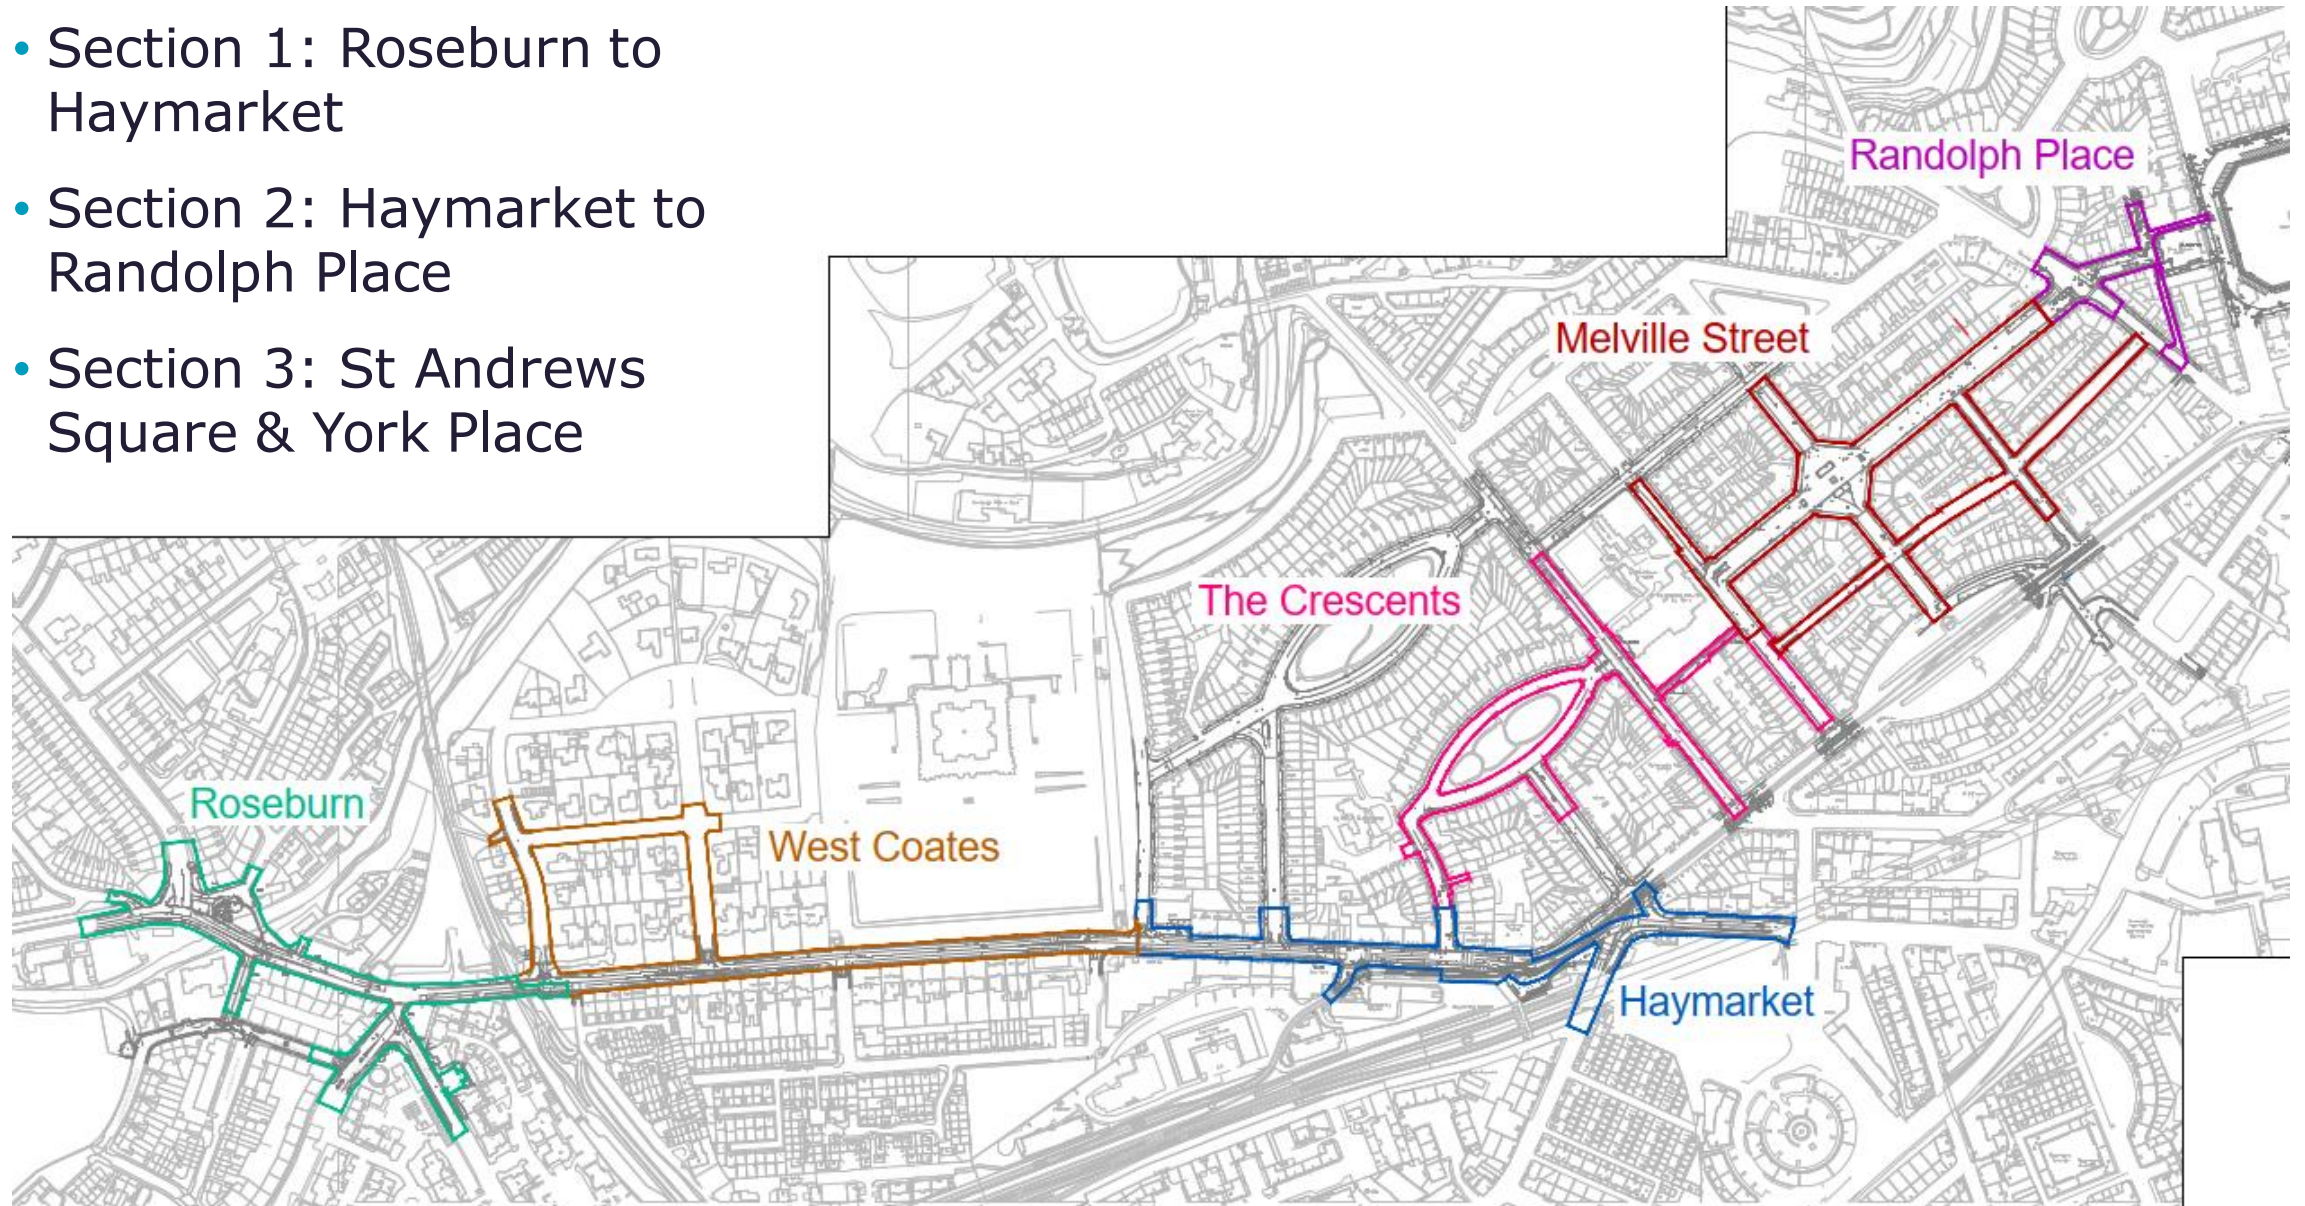 • Section 1: Roseburn to
Haymarket
• Section 2: Haymarket to
Randolph Place
• Section 3: St Andrews
Square & York Place
Randolph Place
Melville Street
The Crescents
Roseburn
West Coates
Haymarket